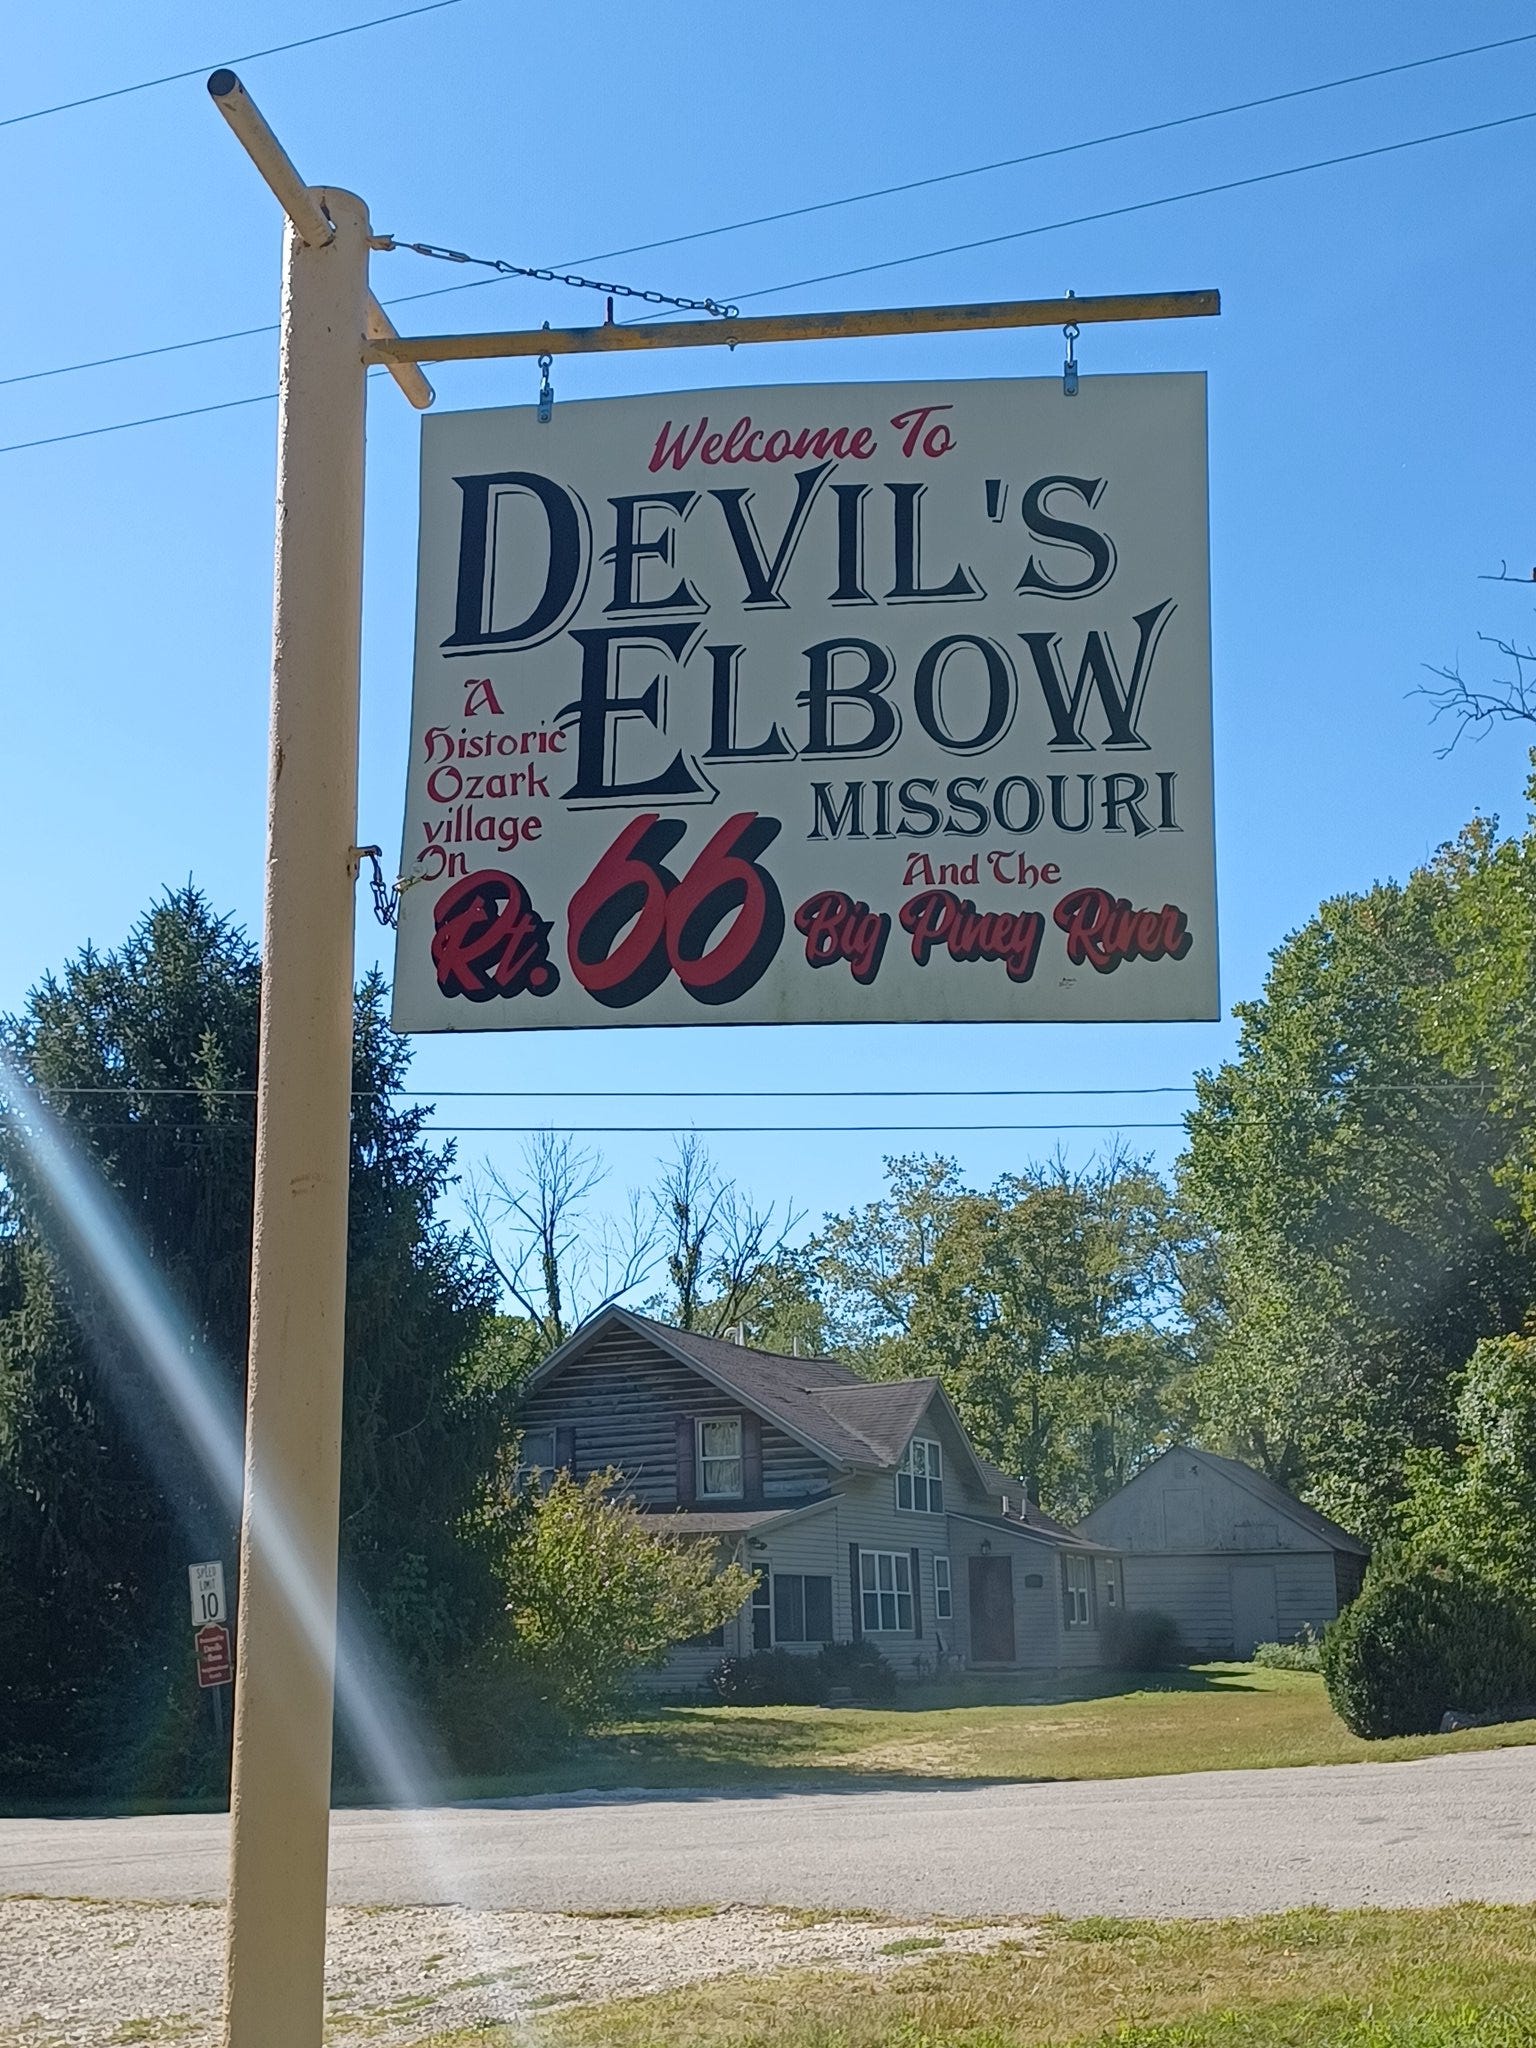 Welcome To
DEVIL'S
ELBOW
A
Historic
Ozark
village
On
Rt. 66
MISSOURI
And The
Big Piney River
SPEED
LIMIT
10